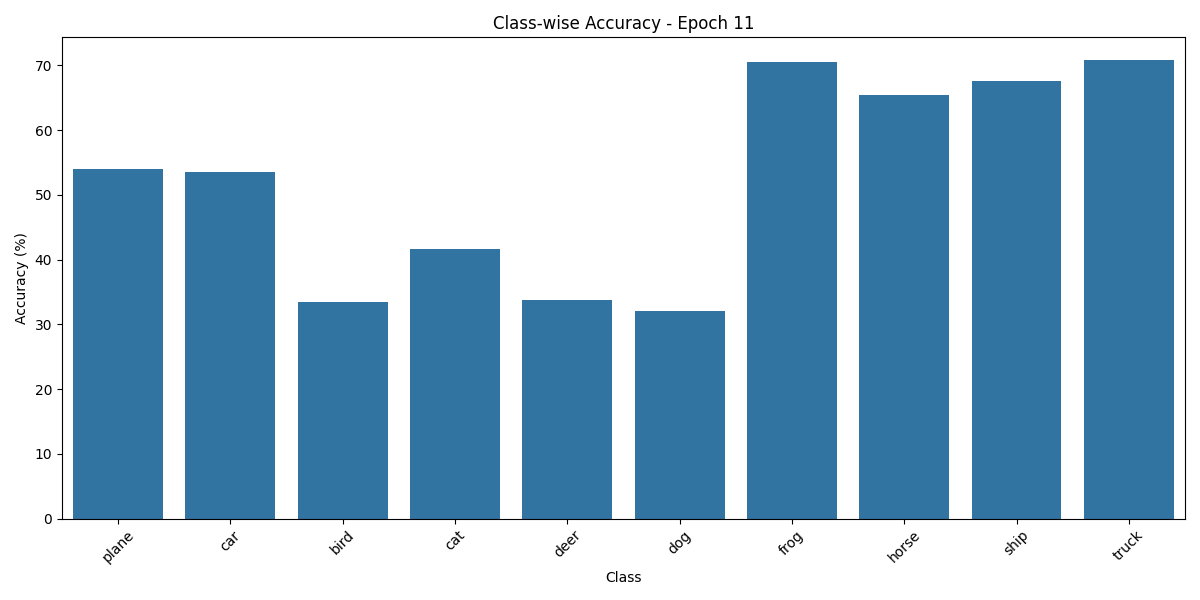 Class-wise Accuracy - Epoch 11
Accuracy (%)
70
60
50
40
30
20
10
0
plane
car
bird
cat
deer
dog
frog
horse
ship
truck
Class